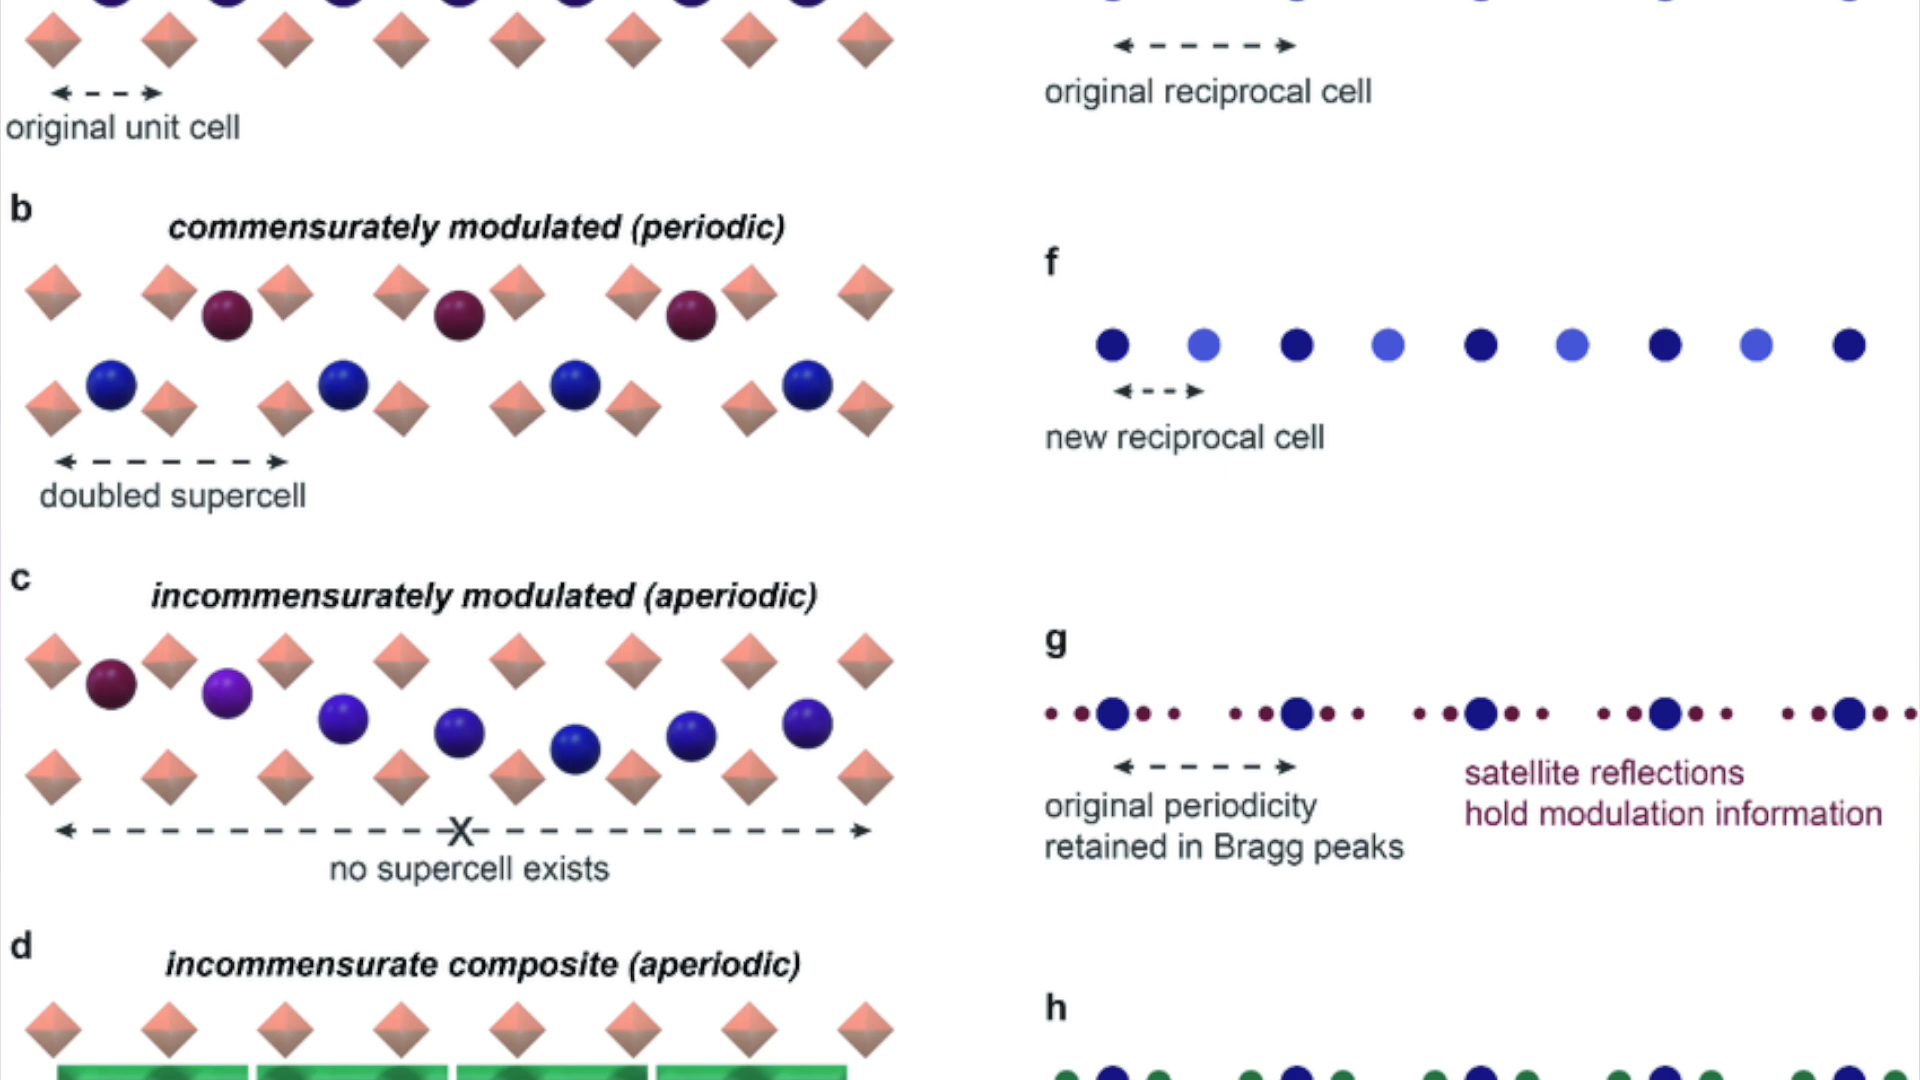 original unit cell
original reciprocal cell
b
commensurately modulated (periodic)
doubled supercell
f
new reciprocal cell
c
incommensurately modulated (aperiodic)
X
no supercell exists
g
original periodicity
retained in Bragg peaks
satellite reflections
hold modulation information
d
incommensurate composite (aperiodic)
h